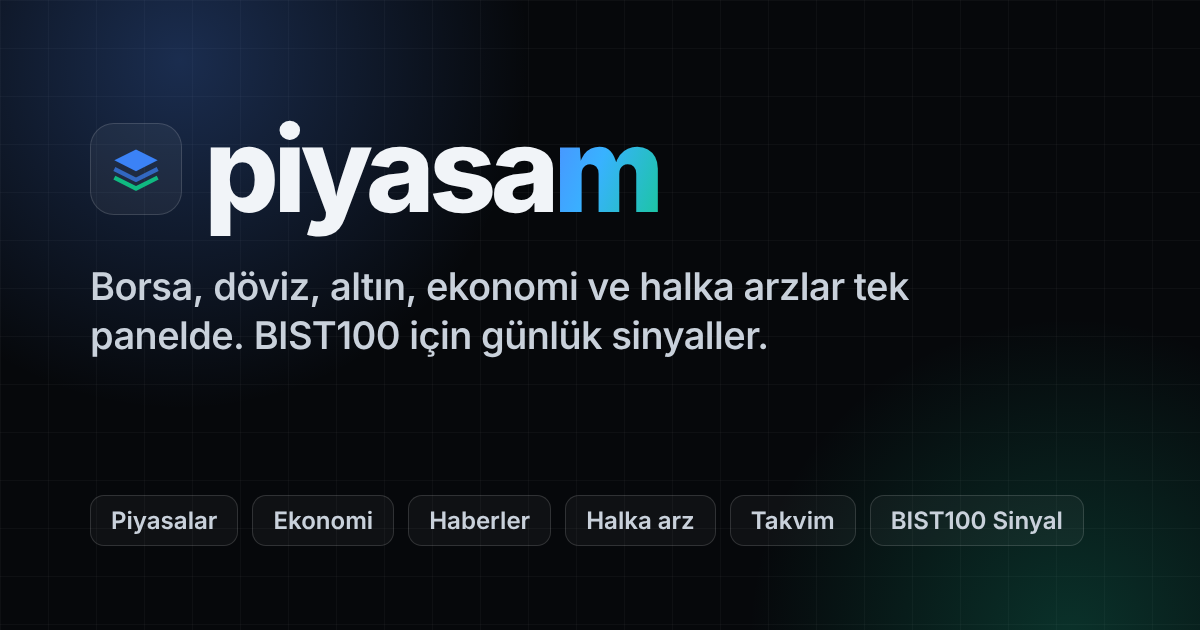 piyasam
Borsa, döviz, altın, ekonomi ve halka arzlar tek
panelde. BIST100 için günlük sinyaller.
Piyasalar
Ekonomi
Haberler
Halka arz
Takvim
BIST100 Sinyal